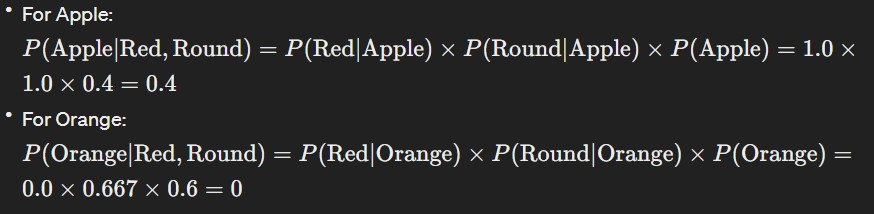 • For Apple:
P(Apple|Red, Round) = P(Red|Apple) × P(Round|Apple) × P(Apple) = 1.0 ×
1.0 × 0.4 = 0.4
• For Orange:
P(Orange|Red, Round) = P(Red|Orange) × P(Round|Orange) × P(Orange) =
0.0 × 0.667 × 0.6 = 0